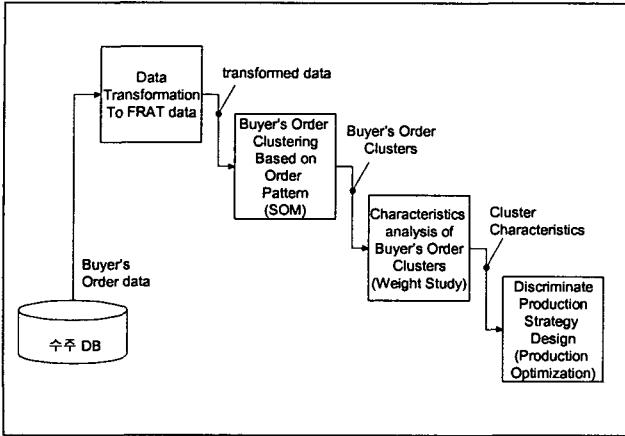 Data
Transformation
To FRAT data
transformed data
Buyer's Order
Clustering
Based on
Order
Pattern
(SOM)
Buyer's Order
Clusters
Characteristics
analysis of
Buyer's Order
Clusters
(Weight Study)
Cluster
Characteristics
Discriminate
Production
Strategy
Design
(Production
Optimization)
Buyer's
Order data
수주 DB